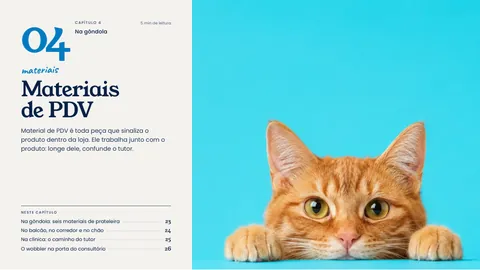 04
CAPÍTULO 4
Na gôndola
5 min de leitura
materiais
Materiais
de PDV
Material de PDV é toda peça que sinaliza o
produto dentro da loja. Ele trabalha junto com o
produto: longe dele, confunde o tutor.
NESTE CAPÍTULO
Na gôndola: seis materiais de prateleira 23
No balcão, no corredor e no chão 24
Na clínica: o caminho do tutor 25
O wobbler na porta do consultório 26